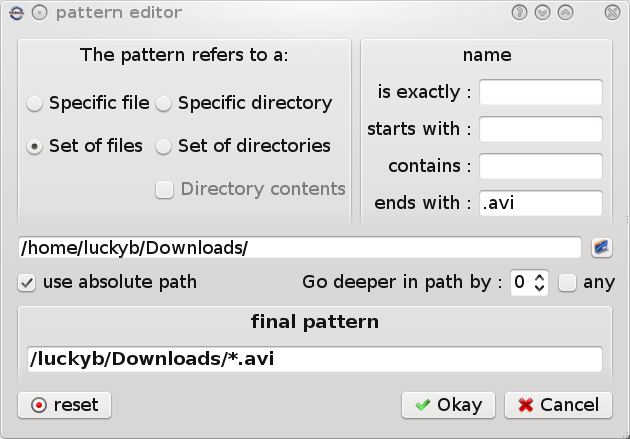 pattern editor
The pattern refers to a:
Specific file Specific directory
Set of files Set of directories
Directory contents
name
is exactly :
starts with :
contains :
ends with : .avi
/home/luckyb/Downloads/
use absolute path Go deeper in path by : 0 any
final pattern
/luckyb/Downloads/*.avi
reset Okay Cancel